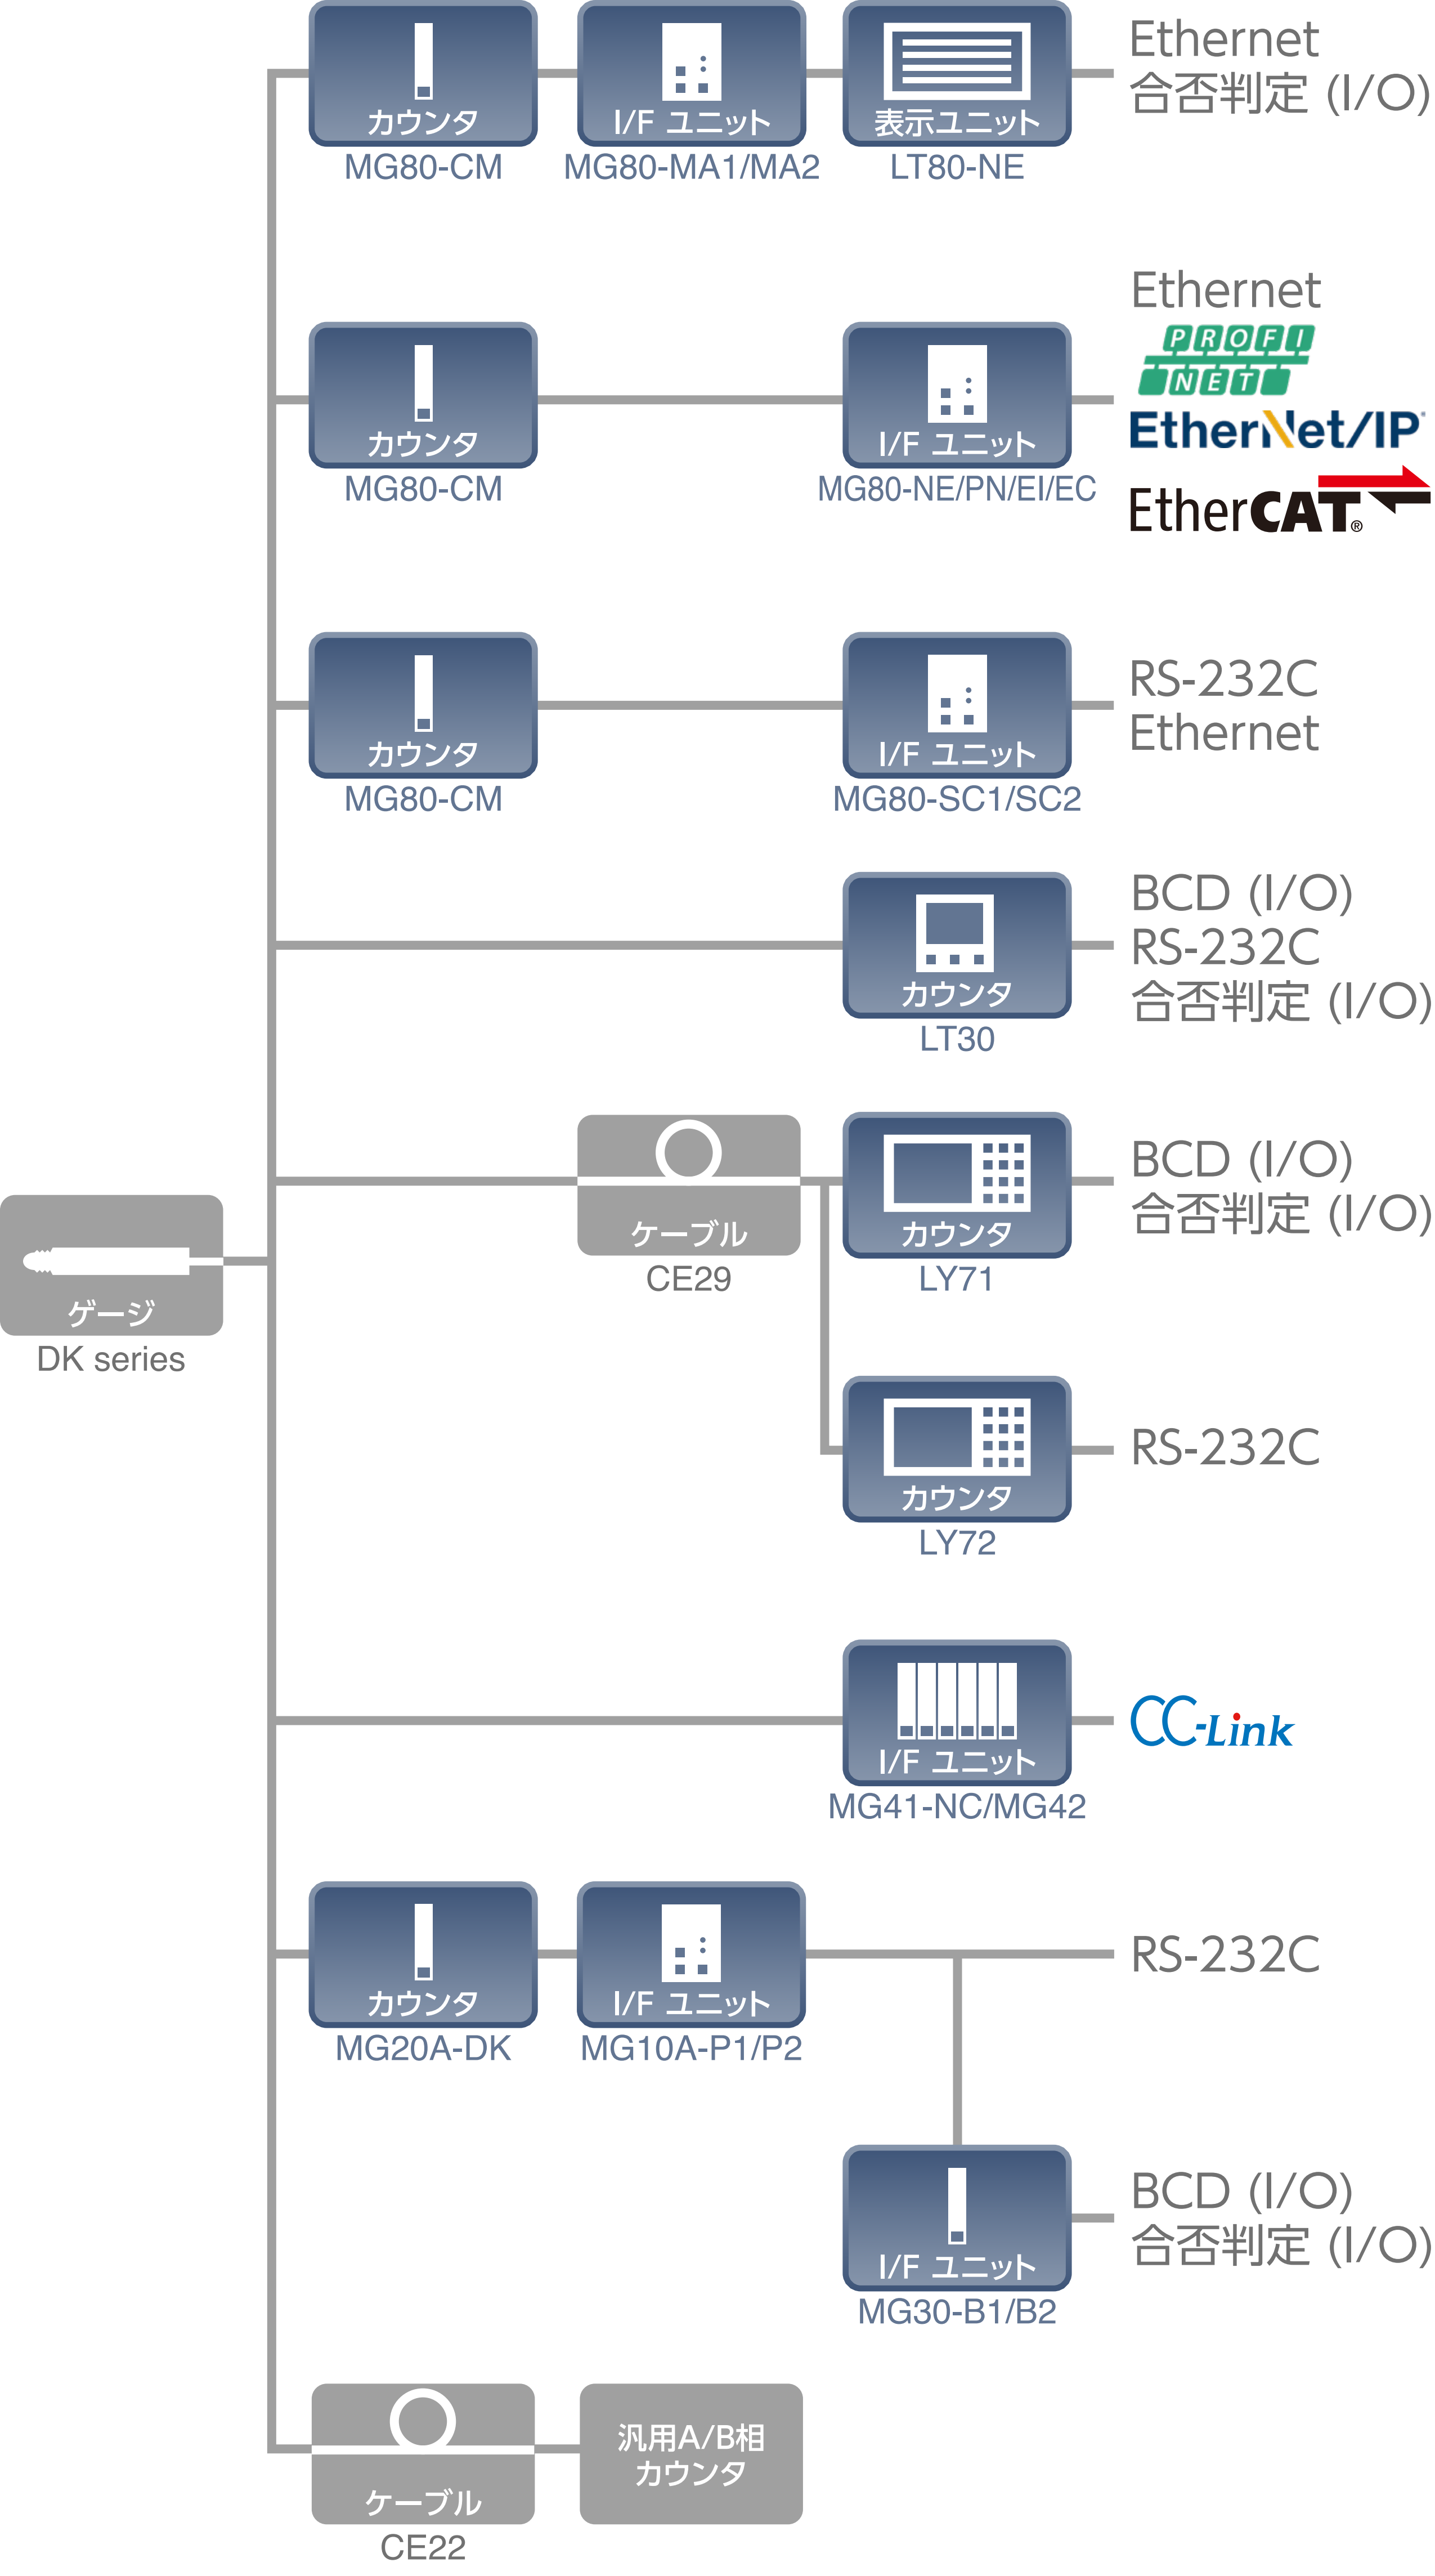 カウンタ
MG80-CM
I/F ユニット
MG80-MA1/MA2
表示ユニット
LT80-NE
Ethernet
合否判定 (I/O)
カウンタ
MG80-CM
I/F ユニット
MG80-NE/PN/EI/EC
Ethernet
PROFI
NET
EtherNet/IP
EtherCAT®
カウンタ
MG80-CM
I/F ユニット
MG80-SC1/SC2
RS-232C
Ethernet
カウンタ
LT30
BCD (I/O)
RS-232C
合否判定 (I/O)
ゲージ
DK series
ケーブル
CE29
カウンタ
LY71
BCD (I/O)
合否判定 (I/O)
カウンタ
LY72
RS-232C
I/F ユニット
MG41-NC/MG42
CC-Link
カウンタ
MG20A-DK
I/F ユニット
MG10A-P1/P2
RS-232C
I/F ユニット
MG30-B1/B2
BCD (I/O)
合否判定 (I/O)
ケーブル
CE22
汎用A/B相
カウンタ